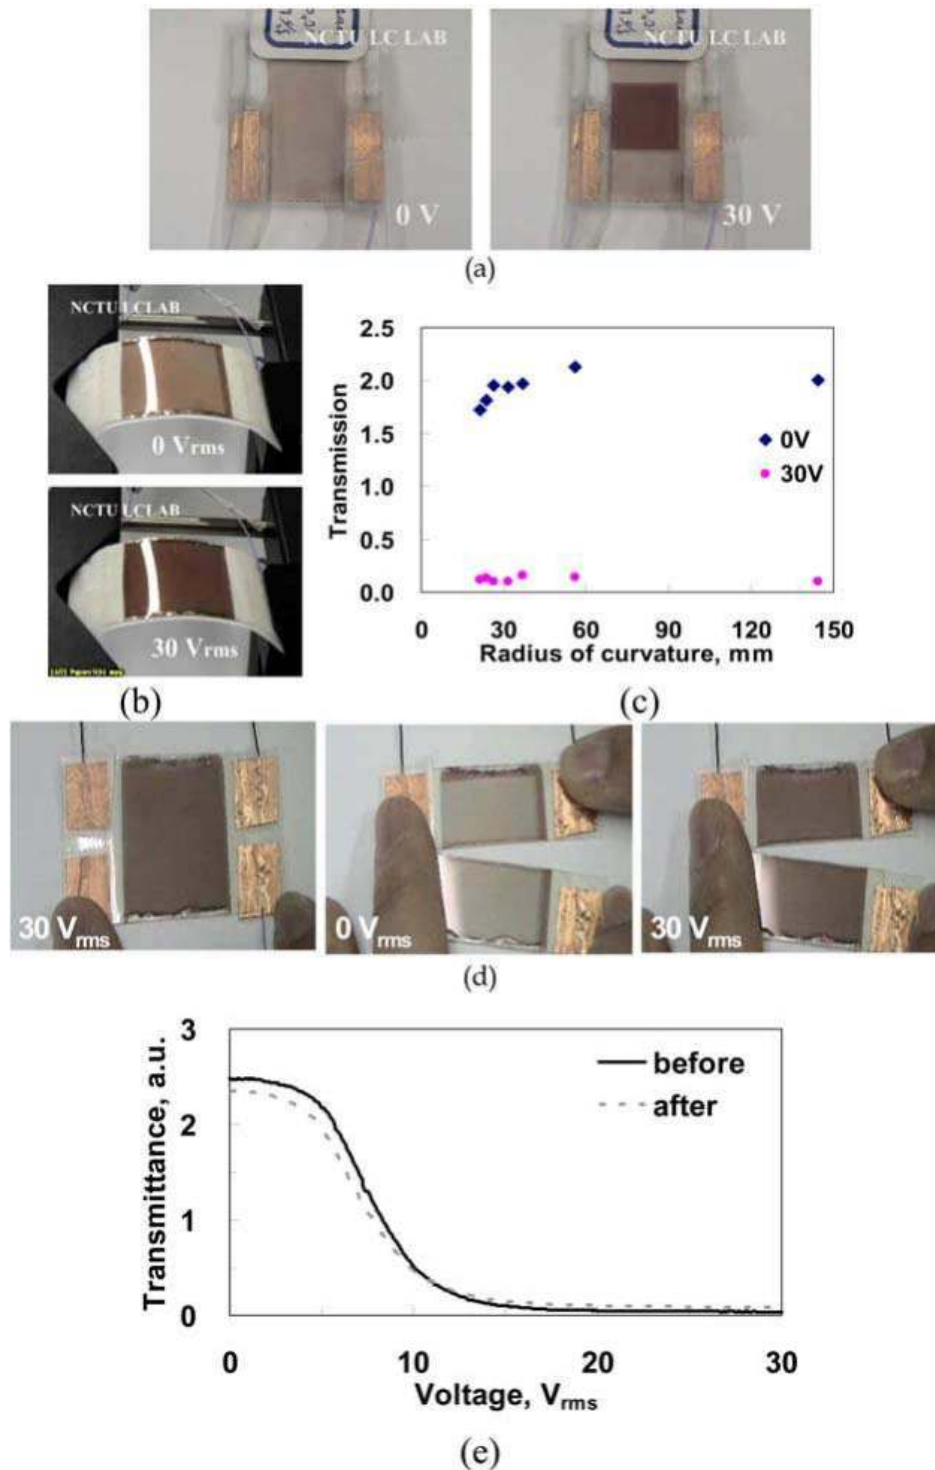 NCTU LC LAB
0 V
NCTU LC LAB
30 V
(a)
NCTU LCLAB
0 Vrms
NCTU LCLAB
30 Vrms
(b)
2.5
2.0
1.5
1.0
0.5
0.0
Transmission
0V
30V
0 30 60 90 120 150
Radius of curvature, mm
(c)
30 Vrms
0 Vrms
30 Vrms
(d)
3
2
1
0
Transmittance, a.u.
before
after
0 10 20 30
Voltage, Vrms
(e)